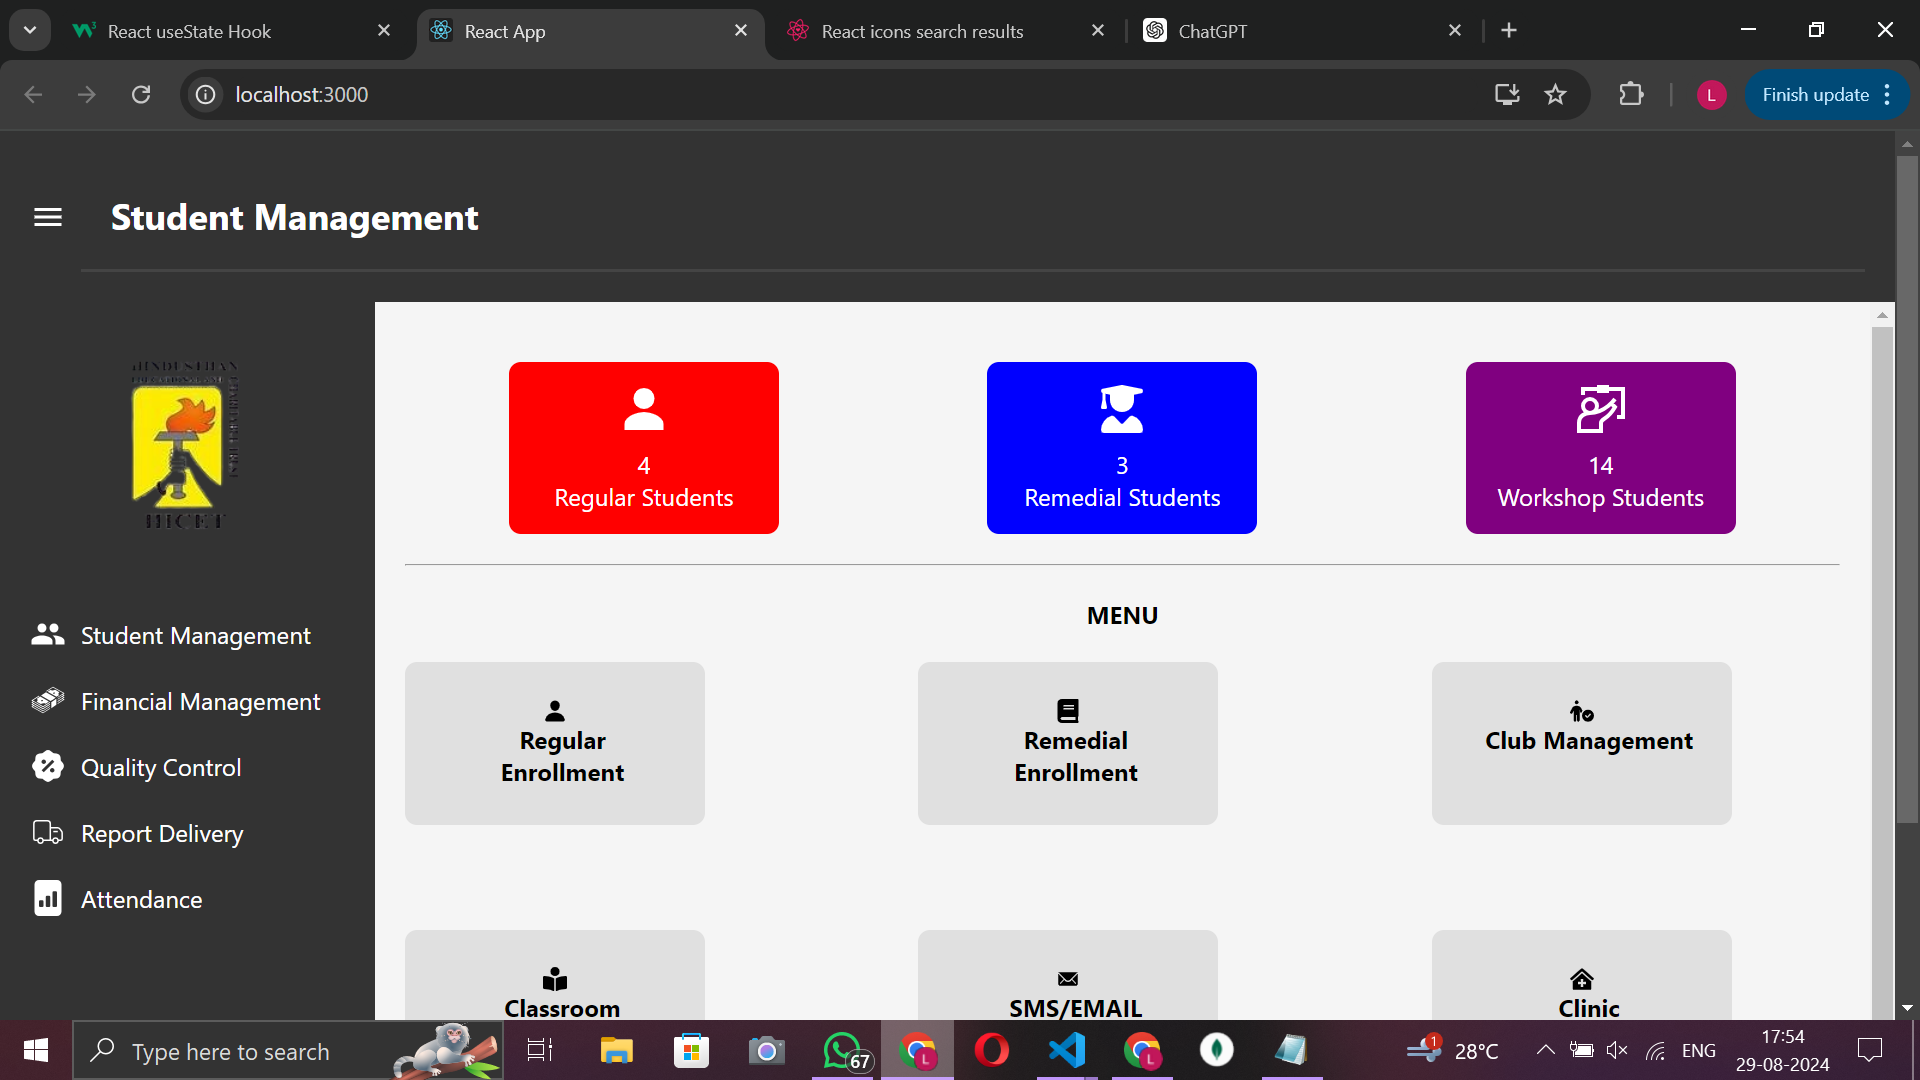 React useState Hook
React App
React icons search results
ChatGPT
localhost:3000
L
Finish update
Student Management
HICET
4
Regular Students
3
Remedial Students
14
Workshop Students
MENU
Student Management
Financial Management
Quality Control
Report Delivery
Attendance
Regular
Enrollment
Remedial
Enrollment
Club Management
Classroom
SMS/EMAIL
Clinic
Type here to search
67
L
L
1
28°C
ENG
17:54
29-08-2024